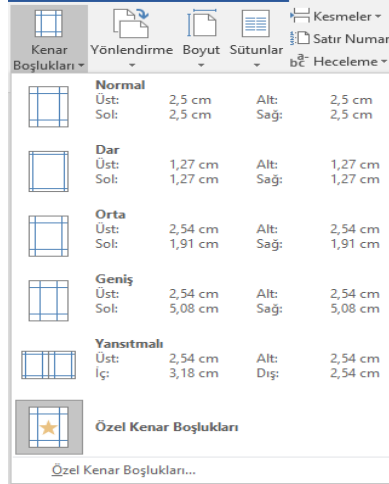 Kenar Boşlukları
Yönlendirme
Boyut
Sütunlar
Kesmeler
Satır Numar
Heceleme
Normal
Üst: 2,5 cm Alt: 2,5 cm
Sol: 2,5 cm Sağ: 2,5 cm
Dar
Üst: 1,27 cm Alt: 1,27 cm
Sol: 1,27 cm Sağ: 1,27 cm
Orta
Üst: 2,54 cm Alt: 2,54 cm
Sol: 1,91 cm Sağ: 1,91 cm
Geniş
Üst: 2,54 cm Alt: 2,54 cm
Sol: 5,08 cm Sağ: 5,08 cm
Yansıtmalı
Üst: 2,54 cm Alt: 2,54 cm
İç: 3,18 cm Dış: 2,54 cm
Özel Kenar Boşlukları
Özel Kenar Boşlukları...